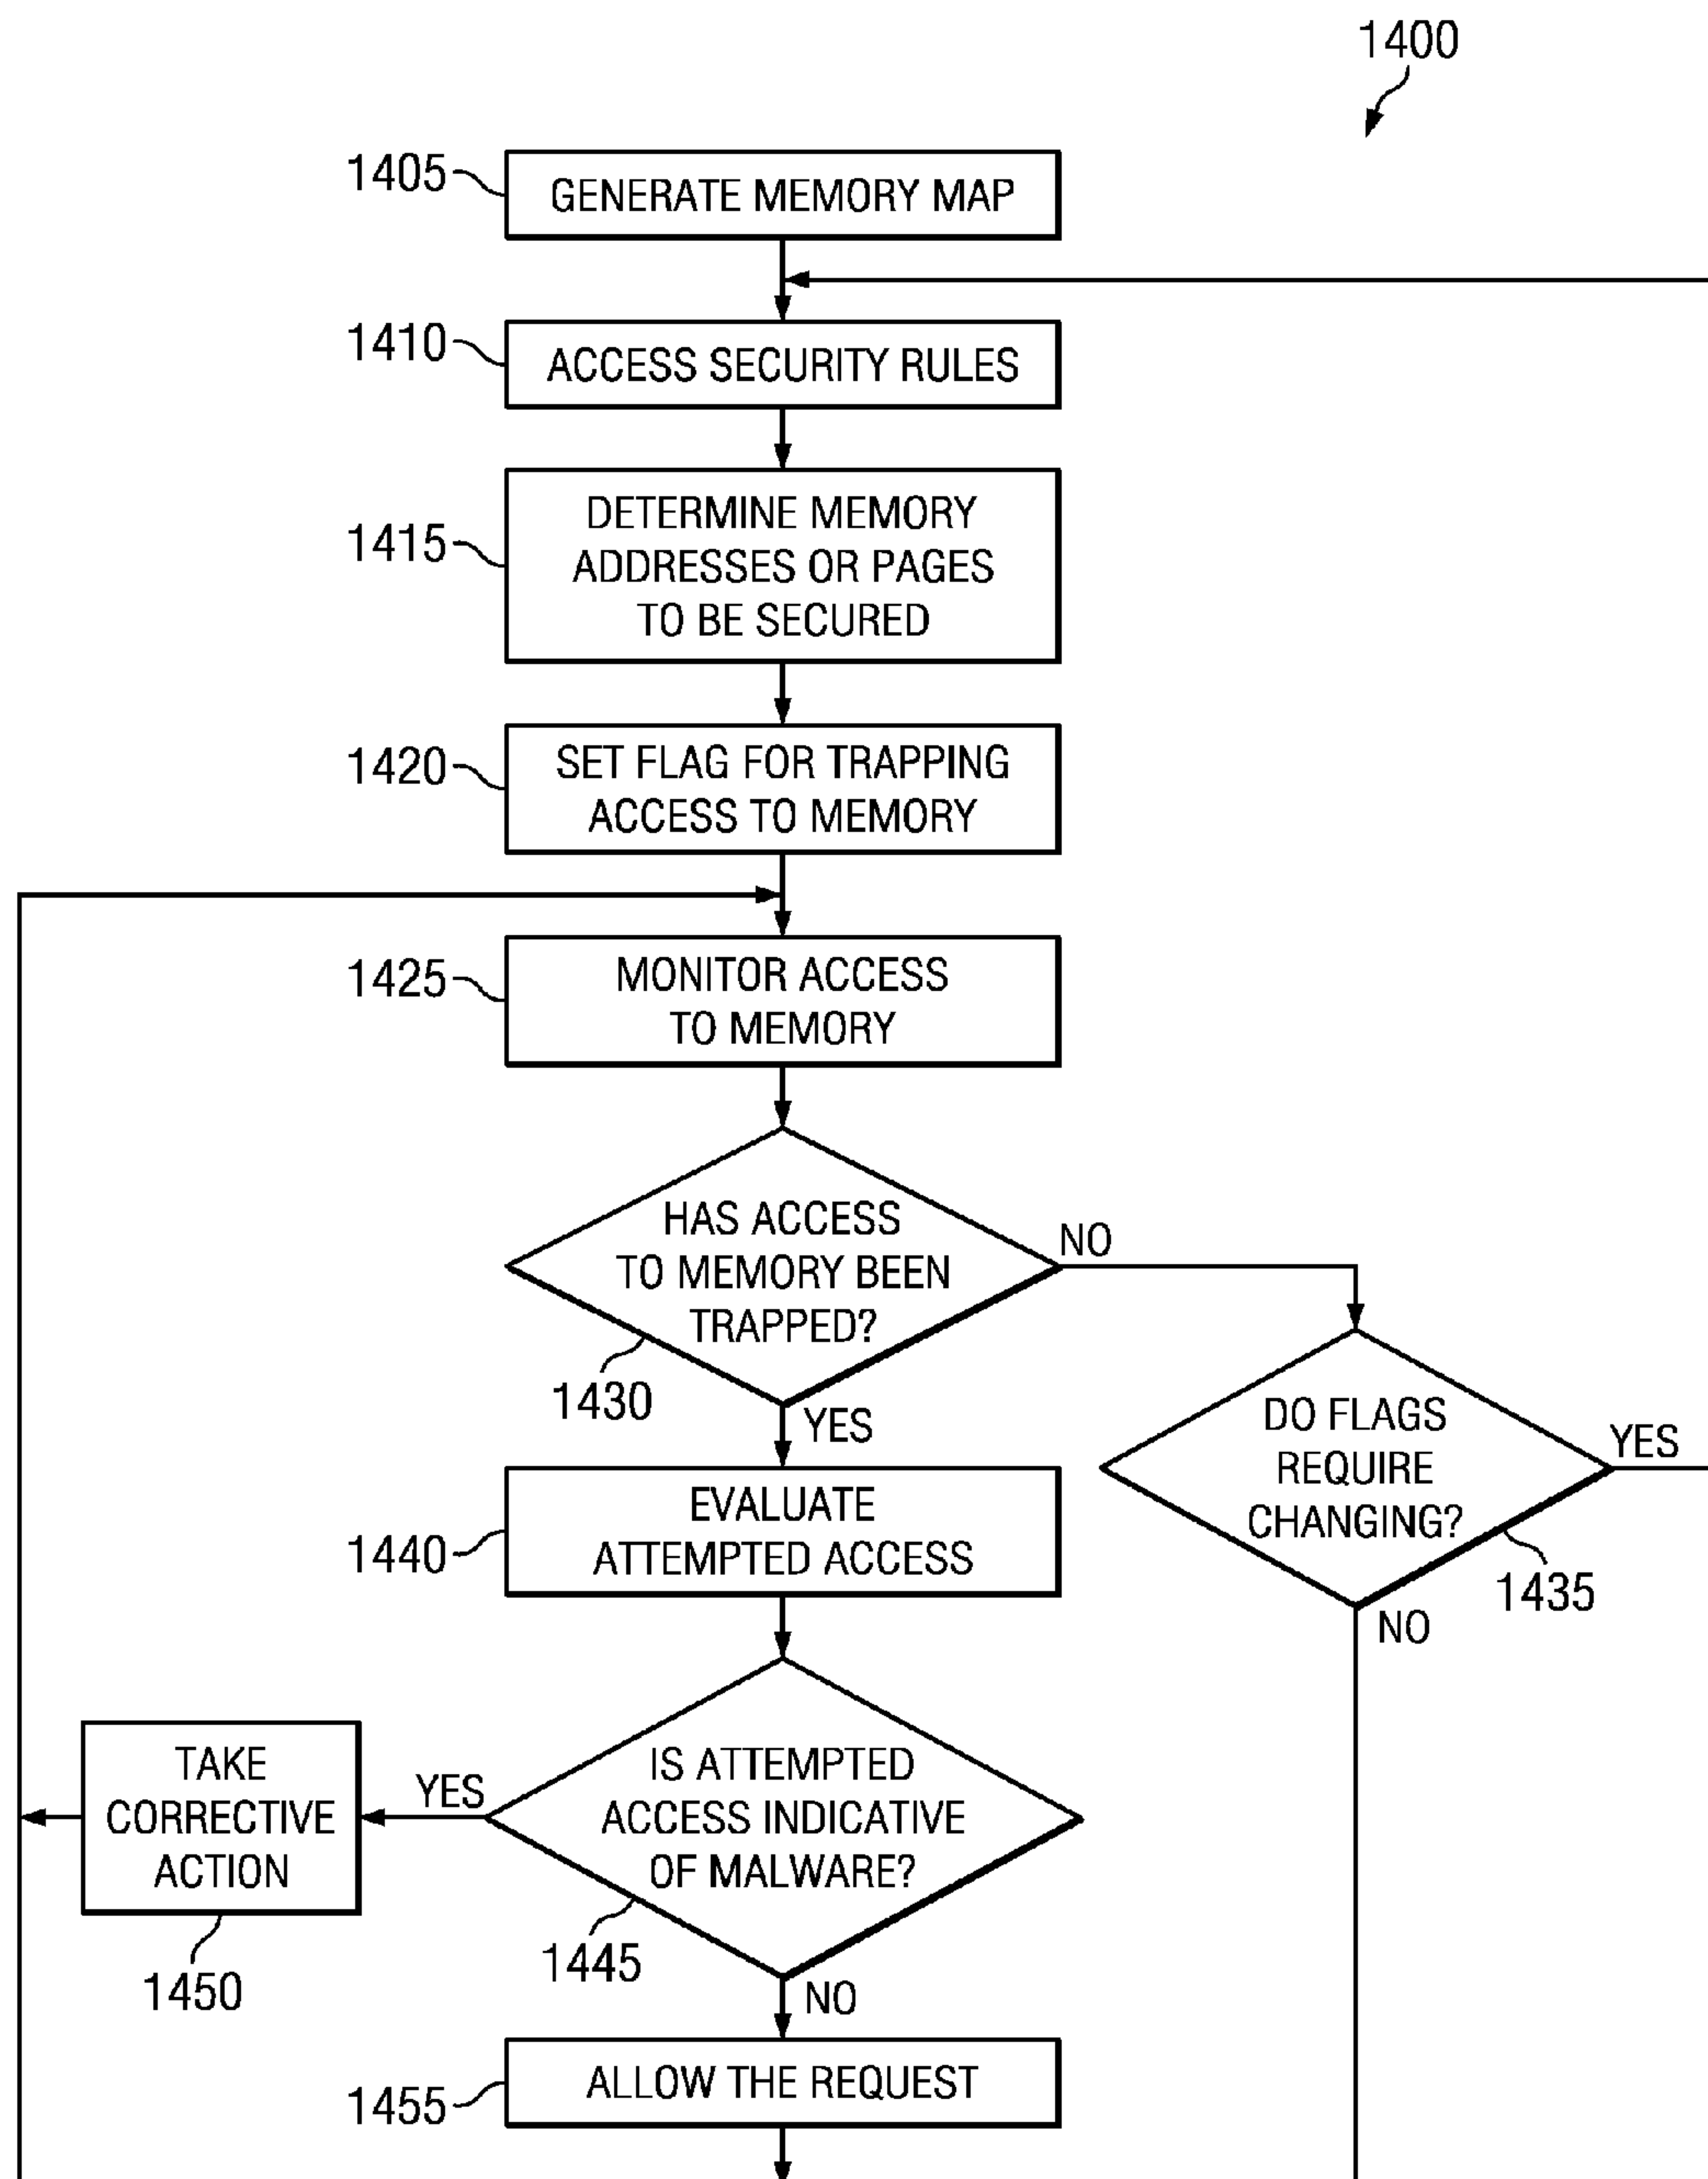 1400
1405
GENERATE MEMORY MAP
1410
ACCESS SECURITY RULES
1415
DETERMINE MEMORY
ADDRESSES OR PAGES
TO BE SECURED
1420
SET FLAG FOR TRAPPING
ACCESS TO MEMORY
1425
MONITOR ACCESS
TO MEMORY
HAS ACCESS
TO MEMORY BEEN
TRAPPED?
NO
1430
YES
DO FLAGS
REQUIRE
CHANGING?
YES
1435
NO
1440
EVALUATE
ATTEMPTED ACCESS
IS ATTEMPTED
ACCESS INDICATIVE
OF MALWARE?
YES
TAKE
CORRECTIVE
ACTION
1450
1445
NO
1455
ALLOW THE REQUEST